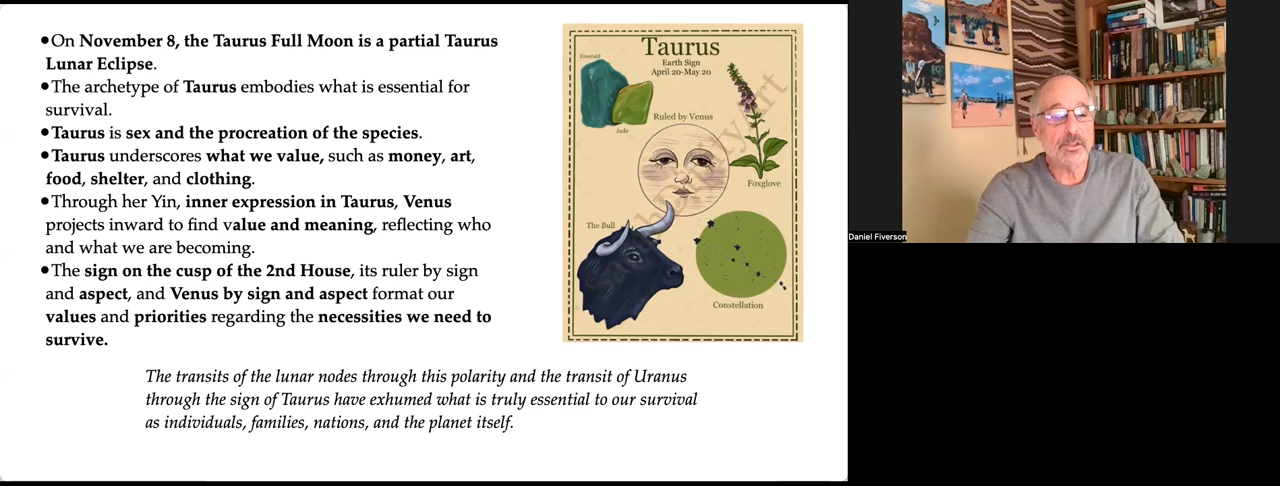 •On November 8, the Taurus Full Moon is a partial Taurus
Lunar Eclipse.
•The archetype of Taurus embodies what is essential for
survival.
•Taurus is sex and the procreation of the species.
•Taurus underscores what we value, such as money, art,
food, shelter, and clothing.
•Through her Yin, inner expression in Taurus, Venus
projects inward to find value and meaning, reflecting who
and what we are becoming.
•The sign on the cusp of the 2nd House, its ruler by sign
and aspect, and Venus by sign and aspect format our
values and priorities regarding the necessities we need to
survive.
The transits of the lunar nodes through this polarity and the transit of Uranus
through the sign of Taurus have exhumed what is truly essential to our survival
as individuals, families, nations, and the planet itself.
Taurus
Earth Sign
April 20-May 20
Emerald
Jade
Ruled by Venus
Foxglove
The Bull
Constellation
Daniel Fiverson